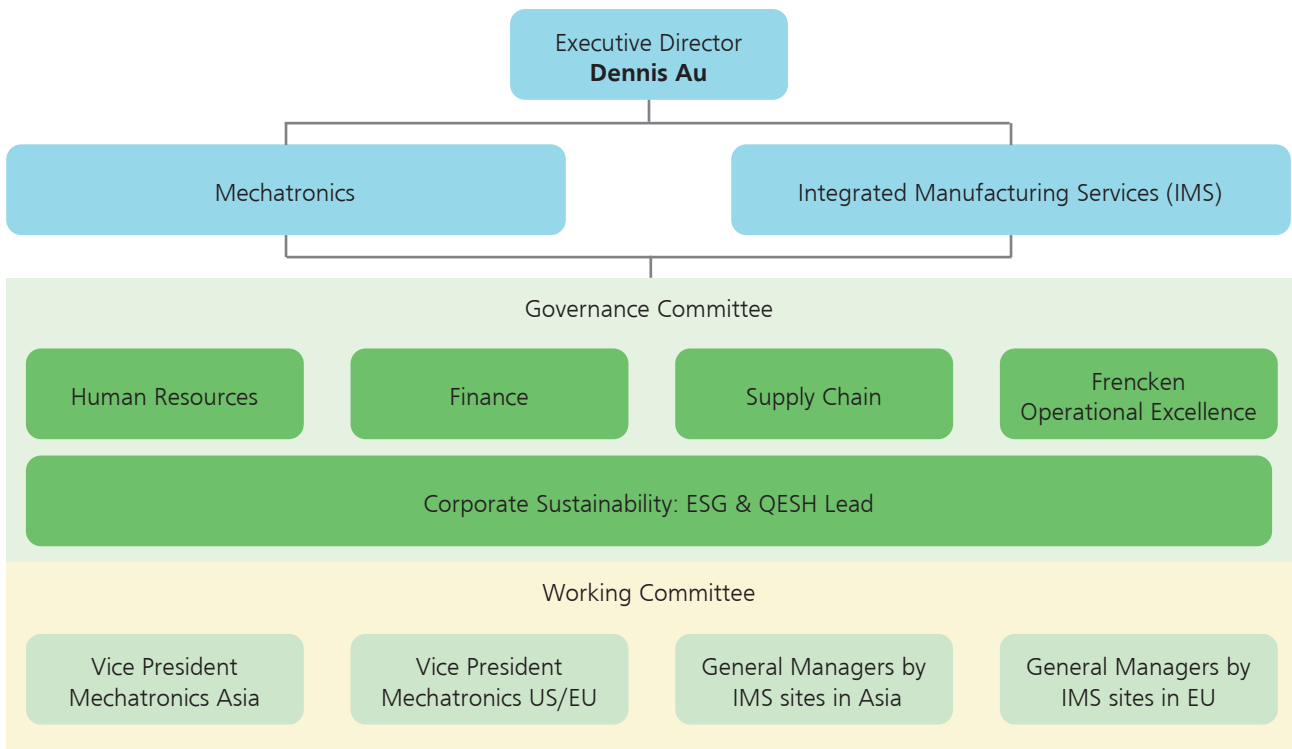 Executive Director
Dennis Au
Mechatronics
Integrated Manufacturing Services (IMS)
Governance Committee
Human Resources
Finance
Supply Chain
Frencken
Operational Excellence
Corporate Sustainability: ESG & QESH Lead
Working Committee
Vice President
Mechatronics Asia
Vice President
Mechatronics US/EU
General Managers by
IMS sites in Asia
General Managers by
IMS sites in EU